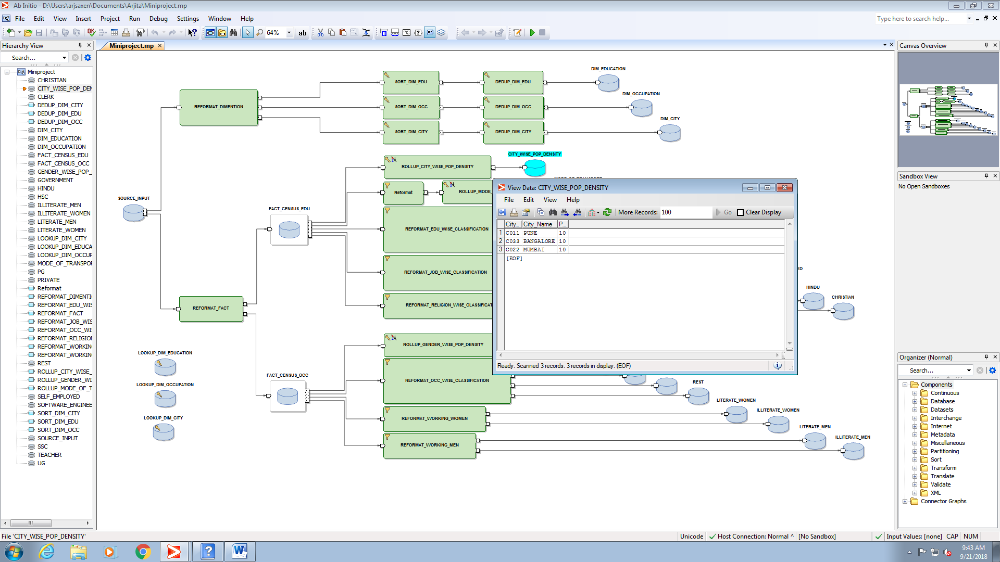 Ab Initio - D:\Users\arjsaxen\Documents\Arjita\Miniproject.mp
File Edit View Insert Project Run Debug Settings Window Help
Type here to search help...
64%
ab
Hierarchy View
Search...
Miniproject
CHRISTIAN
CITY_WISE_POP_DEN
CLERK
DEDUP_DIM_CITY
DEDUP_DIM_EDU
DEDUP_DIM_OCC
DIM_CITY
DIM_EDUCATION
DIM_OCCUPATION
FACT_CENSUS_EDU
FACT_CENSUS_OCC
GENDER_WISE_POP_
GOVERNMENT
HINDU
HSC
ILLITERATE_MEN
ILLITERATE_WOMEN
LITERATE_MEN
LITERATE_WOMEN
LOOKUP_DIM_CITY
LOOKUP_DIM_EDUCA
LOOKUP_DIM_OCCUP
MODE_OF_TRANSPOR
PG
PRIVATE
Reformat
REFORMAT_DIMENTI
REFORMAT_EDU_WIS
REFORMAT_FACT
REFORMAT_JOB_WIS
REFORMAT_OCC_WI
REFORMAT_RELIGION
REFORMAT_WORKIN
REFORMAT_WORKIN
REST
ROLLUP_CITY_WISE_
ROLLUP_GENDER_WI
ROLLUP_MODE_OF_T
SELF_EMPLOYED
SOFTWARE_ENGINEE
SORT_DIM_CITY
SORT_DIM_EDU
SORT_DIM_OCC
SOURCE_INPUT
SSC
TEACHER
UG
Miniproject.mp
SOURCE_INPUT
REFORMAT_DIMENTION
REFORMAT_FACT
SORT_DIM_EDU
DEDUP_DIM_EDU
DIM_EDUCATION
SORT_DIM_OCC
DEDUP_DIM_OCC
DIM_OCCUPATION
SORT_DIM_CITY
DEDUP_DIM_CITY
DIM_CITY
ROLLUP_CITY_WISE_POP_DENSITY
CITY_WISE_POP_DENSITY
Reformat
ROLLUP_MODE_
FACT_CENSUS_EDU
REFORMAT_EDU_WISE_CLASSIFICATION
REFORMAT_JOB_WISE_CLASSIFICATION
REFORMAT_RELIGION_WISE_CLASSIFICAT
ED
HINDU
CHRISTIAN
ROLLUP_GENDER_WISE_POP_DENSITY
FACT_CENSUS_OCC
REFORMAT_OCC_WISE_CLASSIFICATION
REST
REFORMAT_WORKING_WOMEN
LITERATE_WOMEN
ILLITERATE_WOMEN
REFORMAT_WORKING_MEN
LITERATE_MEN
ILLITERATE_MEN
LOOKUP_DIM_EDUCATION
LOOKUP_DIM_OCCUPATION
LOOKUP_DIM_CITY
View Data: CITY_WISE_POP_DENSITY
File Edit View Help
More Records: 100 Go Clear Display
City... City_Name P...
1 C011 PUNE 10
2 C033 BANGALORE 10
3 C022 MUMBAI 10
[EOF]
Ready. Scanned 3 records. 3 records in display. (EOF)
Canvas Overview
Sandbox View
No Open Sandboxes
Organizer (Normal)
Search...
Components
Continuous
Database
Datasets
Interchange
Internet
Metadata
Miscellaneous
Partitioning
Sort
Transform
Translate
Validate
XML
Connector Graphs
File 'CITY_WISE_POP_DENSITY'
Unicode Host Connection: Normal ^ [No Sandbox] Input Values: [none] CAP NUM
9:43 AM
9/21/2018